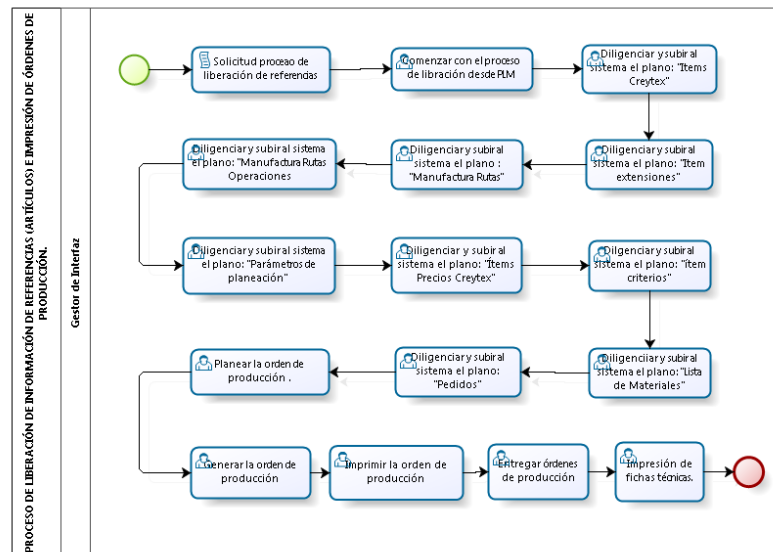 PROCESO DE LIBERACIÓN DE INFORMACIÓN DE REFERENCIAS (ARTÍCULOS) E IMPRESIÓN DE ÓRDENES DE
PRODUCCIÓN.
Gestor de Interfaz
Solicitud proceao de
liberación de referencias
Comenzar con el proceso
de libración desde PLM
Diligenciar y subir al
sistema el plano: "Items
Creytex"
Diligenciar y subir al sistema
el plano: "Manufactura Rutas
Operaciones
Diligenciar y subir al
sistema el plano :
"Manufactura Rutas"
Diligenciar y subir al
sistema el plano: "Item
extensiones"
Diligenciar y subir al sistema
el plano: "Parámetros de
planeación"
Diligenciar y subir al
sistema el plano: "Ítems
Precios Creytex"
Diligenciar y subir al
sistema el plano: "ítem
criterios"
Planear la orden de
producción .
Diligenciar y subir al
sistema el plano:
"Pedidos"
Diligenciiar y subir al
sistema el plano: "Lista
de Materiales"
Generar la orden de
producción
Imprimir la orden de
producción
Entregar órdenes
de producción
Impresión de
fichas técnicas.